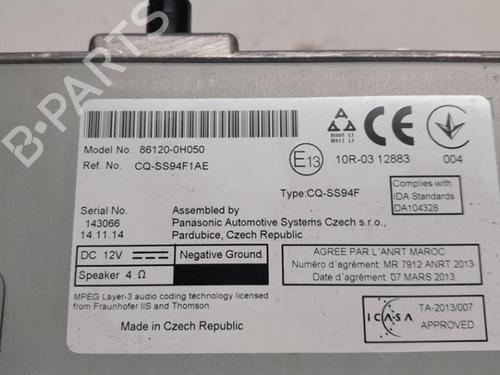 B-PARTS
Model No. 86120-0H050
Ref. No. CQ-SS94F1AE
E13
10R-03 12883
004
Type:CQ-SS94F
Complies with
IDA Standards
DA104328
Serial No.
143066
14.11.14
Assembled by
Panasonic Automotive Systems Czech s.r.o.,
Pardubice, Czech Republic
DC 12V
Negative Ground
Speaker 4 Ω
AGREE PAR L'ANRT MAROC
Numéro d'agrément: MR 7912 ANRT 2013
Date d'agrément: 07 MARS 2013
MPEG Layer-3 audio coding technology licensed
from Fraunhofer IIS and Thomson.
Made in Czech Republic
ICASA
TA-2013/007
APPROVED